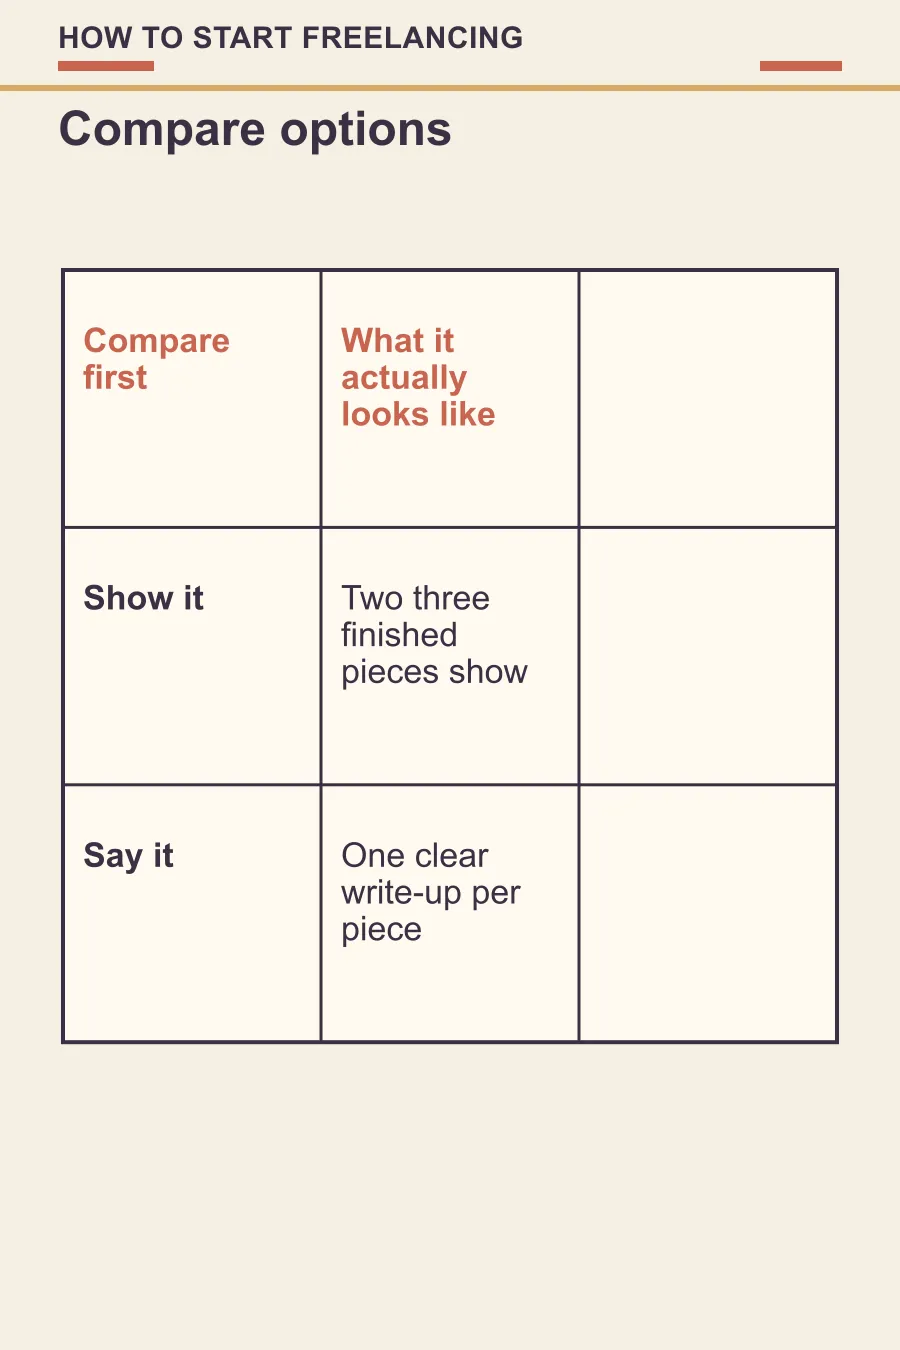 HOW TO START FREELANCING
Compare options
Compare
first
What it
actually
looks like
Show it
Two three
finished
pieces show
Say it
One clear
write-up per
piece